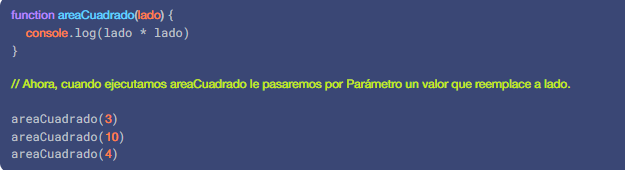 function areaCuadrado(lado) {
  console.log(lado * lado)
}
// Ahora, cuando ejecutamos areaCuadrado le pasaremos por Parámetro un valor que reemplace a lado.
areaCuadrado(3)
areaCuadrado(10)
areaCuadrado(4)